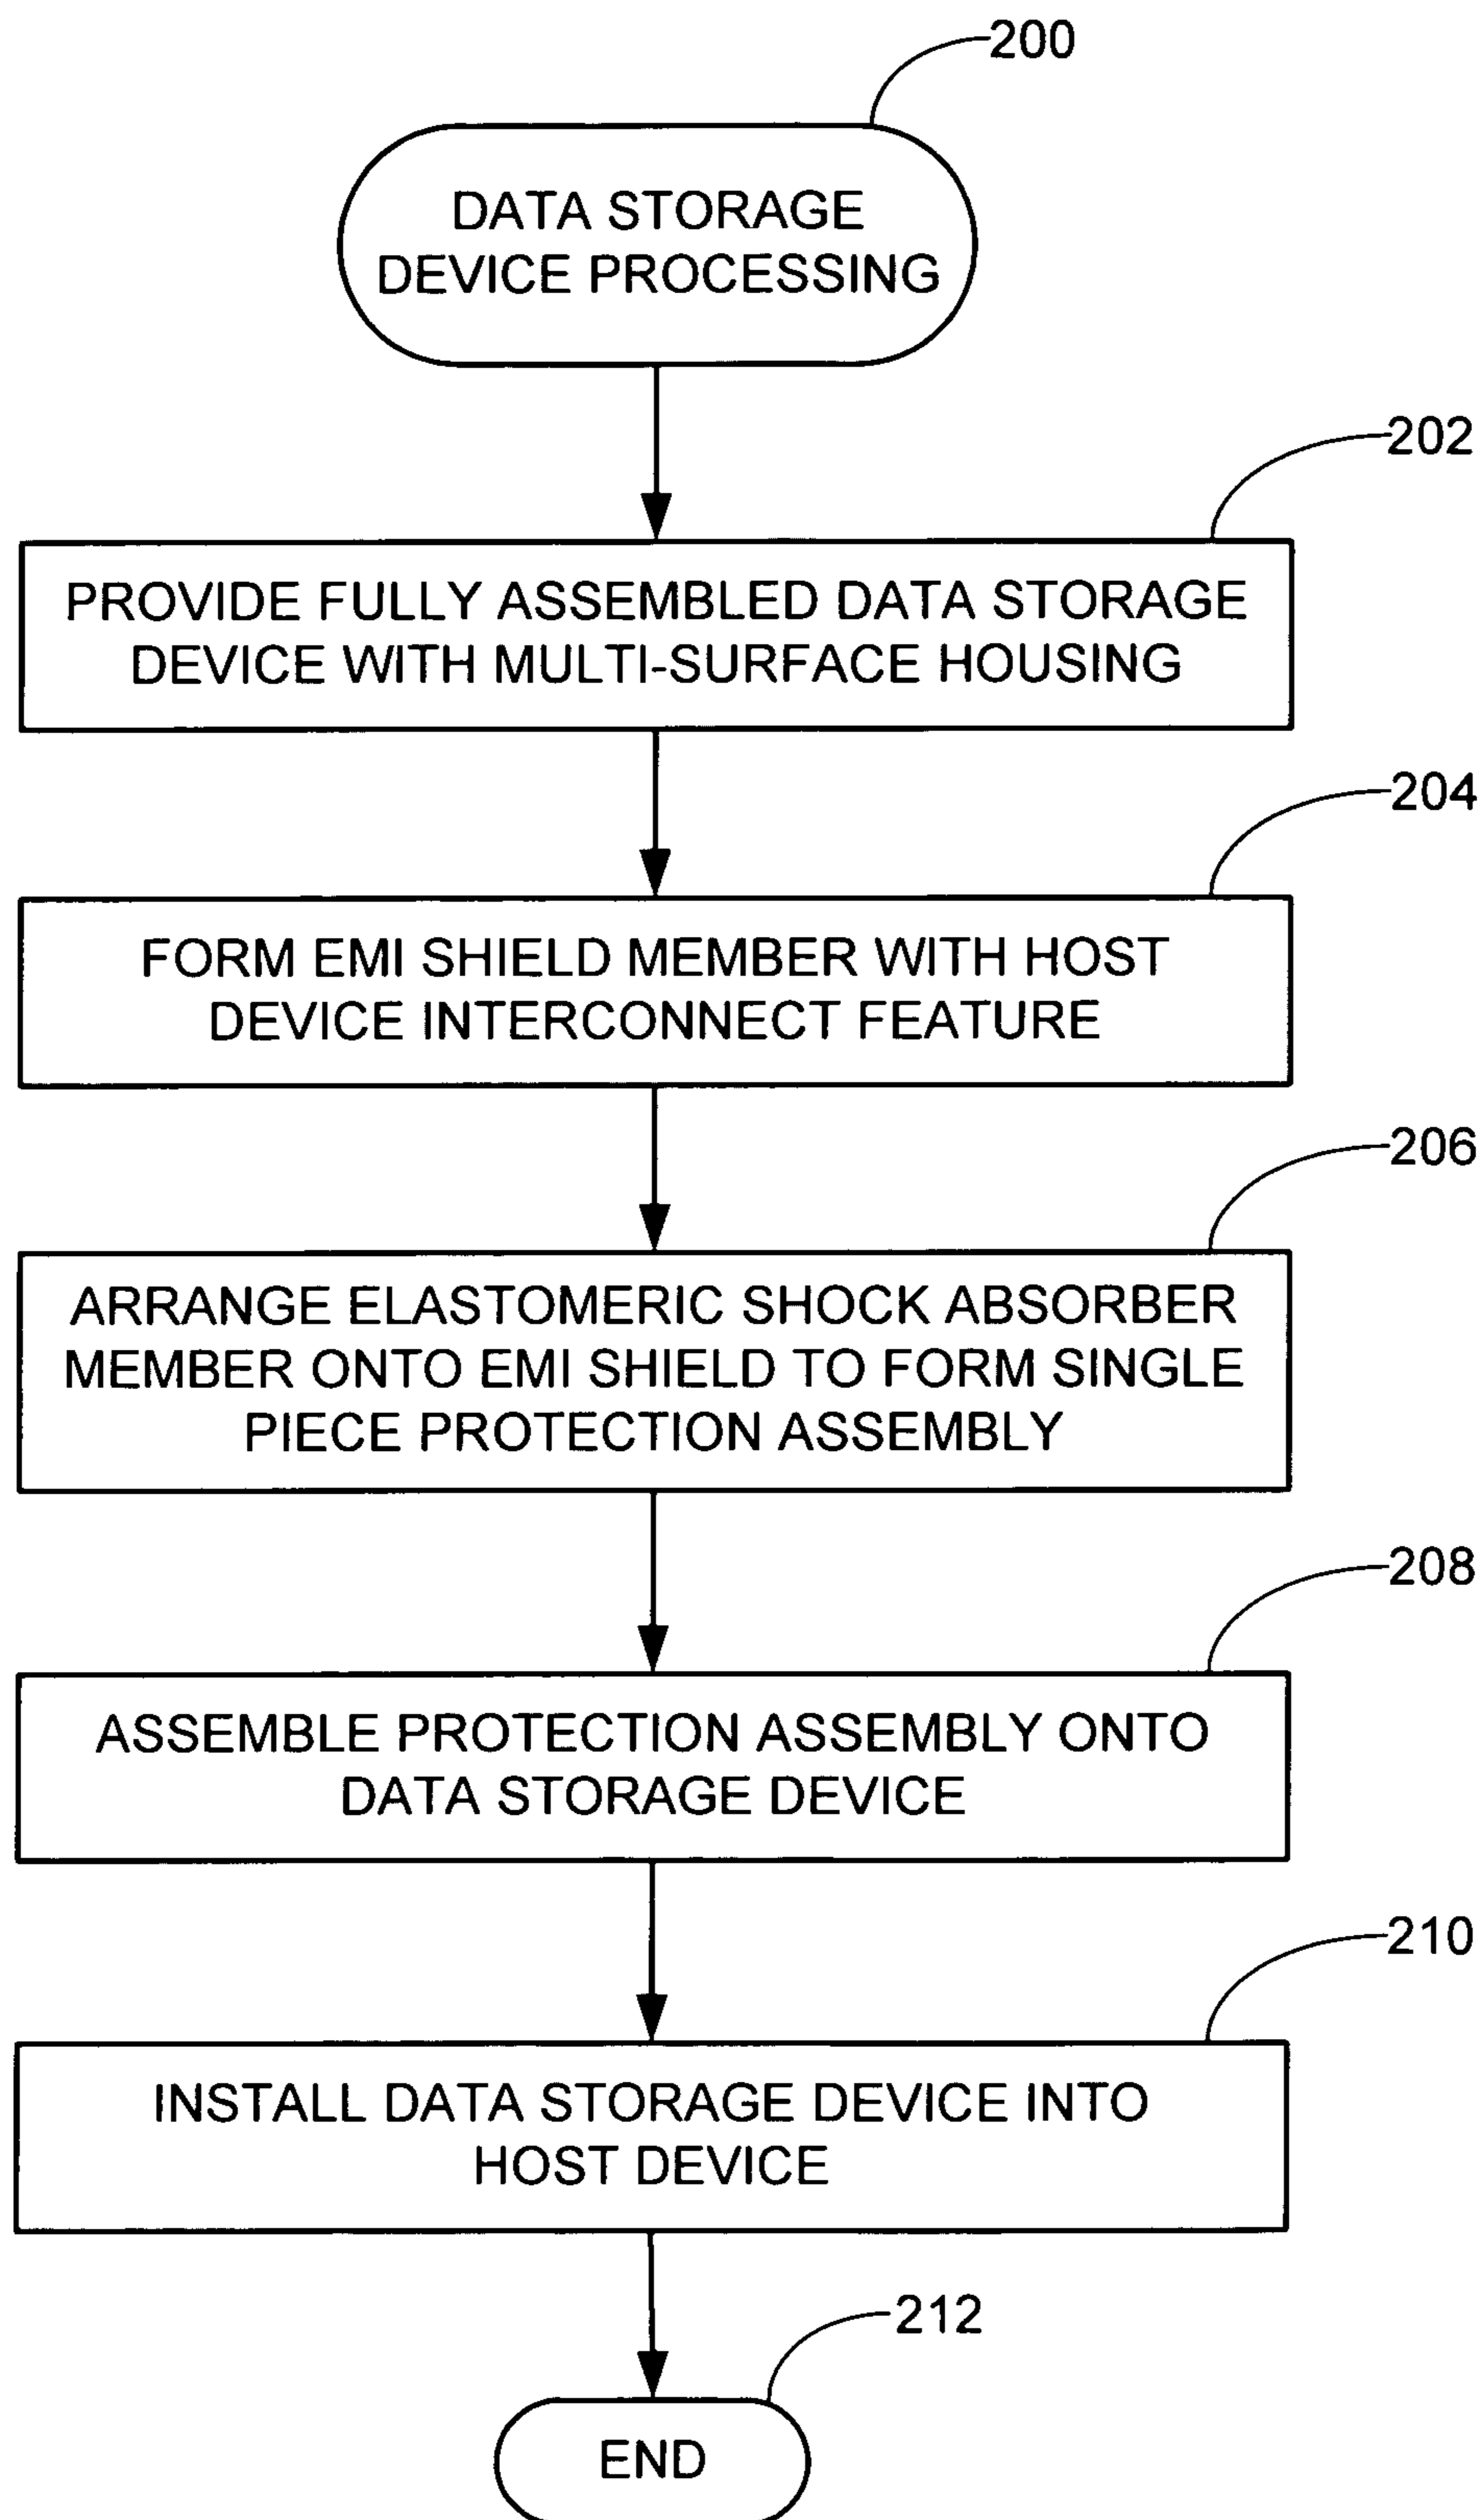 200
DATA STORAGE
DEVICE PROCESSING
202
PROVIDE FULLY ASSEMBLED DATA STORAGE
DEVICE WITH MULTI-SURFACE HOUSING
204
FORM EMI SHIELD MEMBER WITH HOST
DEVICE INTERCONNECT FEATURE
206
ARRANGE ELASTOMERIC SHOCK ABSORBER
MEMBER ONTO EMI SHIELD TO FORM SINGLE
PIECE PROTECTION ASSEMBLY
208
ASSEMBLE PROTECTION ASSEMBLY ONTO
DATA STORAGE DEVICE
210
INSTALL DATA STORAGE DEVICE INTO
HOST DEVICE
212
END